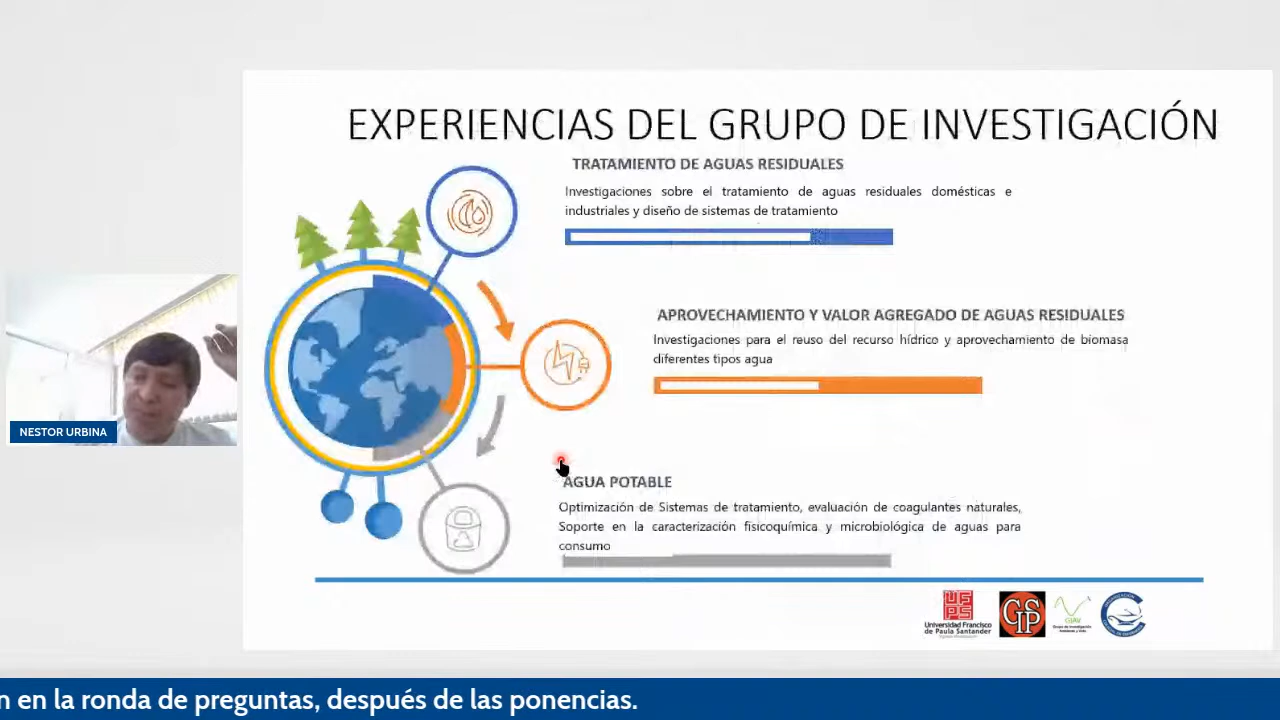 EXPERIENCIAS DEL GRUPO DE INVESTIGACIÓN
TRATAMIENTO DE AGUAS RESIDUALES
Investigaciones sobre el tratamiento de aguas residuales domésticas e
industriales y diseño de sistemas de tratamiento
APROVECHAMIENTO Y VALOR AGREGADO DE AGUAS RESIDUALES
Investigaciones para el reuso del recurso hídrico y aprovechamiento de biomasa
diferentes tipos agua
NESTOR URBINA
AGUA POTABLE
Optimización de Sistemas de tratamiento, evaluación de coagulantes naturales,
Soporte en la caracterización fisicoquímica y microbiológica de aguas para
consumo
UFPS
Universidad Francisco
de Paula Santander
GIAV
n en la ronda de preguntas, después de las ponencias.